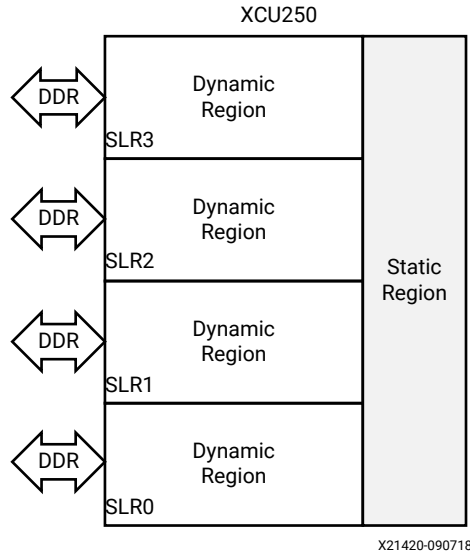 XCU250
DDR
Dynamic
Region
SLR3
DDR
Dynamic
Region
SLR2
Static
Region
DDR
Dynamic
Region
SLR1
DDR
Dynamic
Region
SLR0
X21420-090718